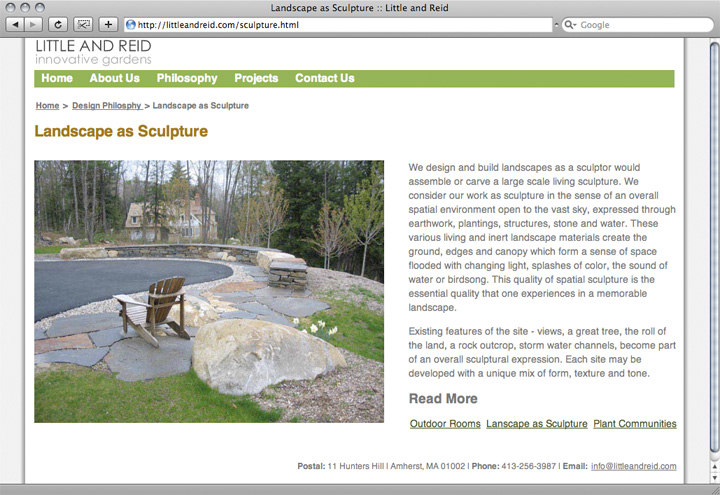 Landscape as Sculpture :: Little and Reid
http://littleandreid.com/sculpture.html
Google
LITTLE AND REID
innovative gardens
Home About Us Philosophy Projects Contact Us
Home > Design Philosphy > Landscape as Sculpture
Landscape as Sculpture
We design and build landscapes as a sculptor would
assemble or carve a large scale living sculpture. We
consider our work as sculpture in the sense of an overall
spatial environment open to the vast sky, expressed through
earthwork, plantings, structures, stone and water. These
various living and inert landscape materials create the
ground, edges and canopy which form a sense of space
flooded with changing light, splashes of color, the sound of
water or birdsong. This quality of spatial sculpture is the
essential quality that one experiences in a memorable
landscape.
Existing features of the site - views, a great tree, the roll of
the land, a rock outcrop, storm water channels, become part
of an overall sculptural expression. Each site may be
developed with a unique mix of form, texture and tone.
Read More
Outdoor Rooms Lanscape as Sculpture Plant Communities
Postal: 11 Hunters Hill I Amherst, MA 01002 I Phone: 413-256-3987 I Email: info@littleandreid.com